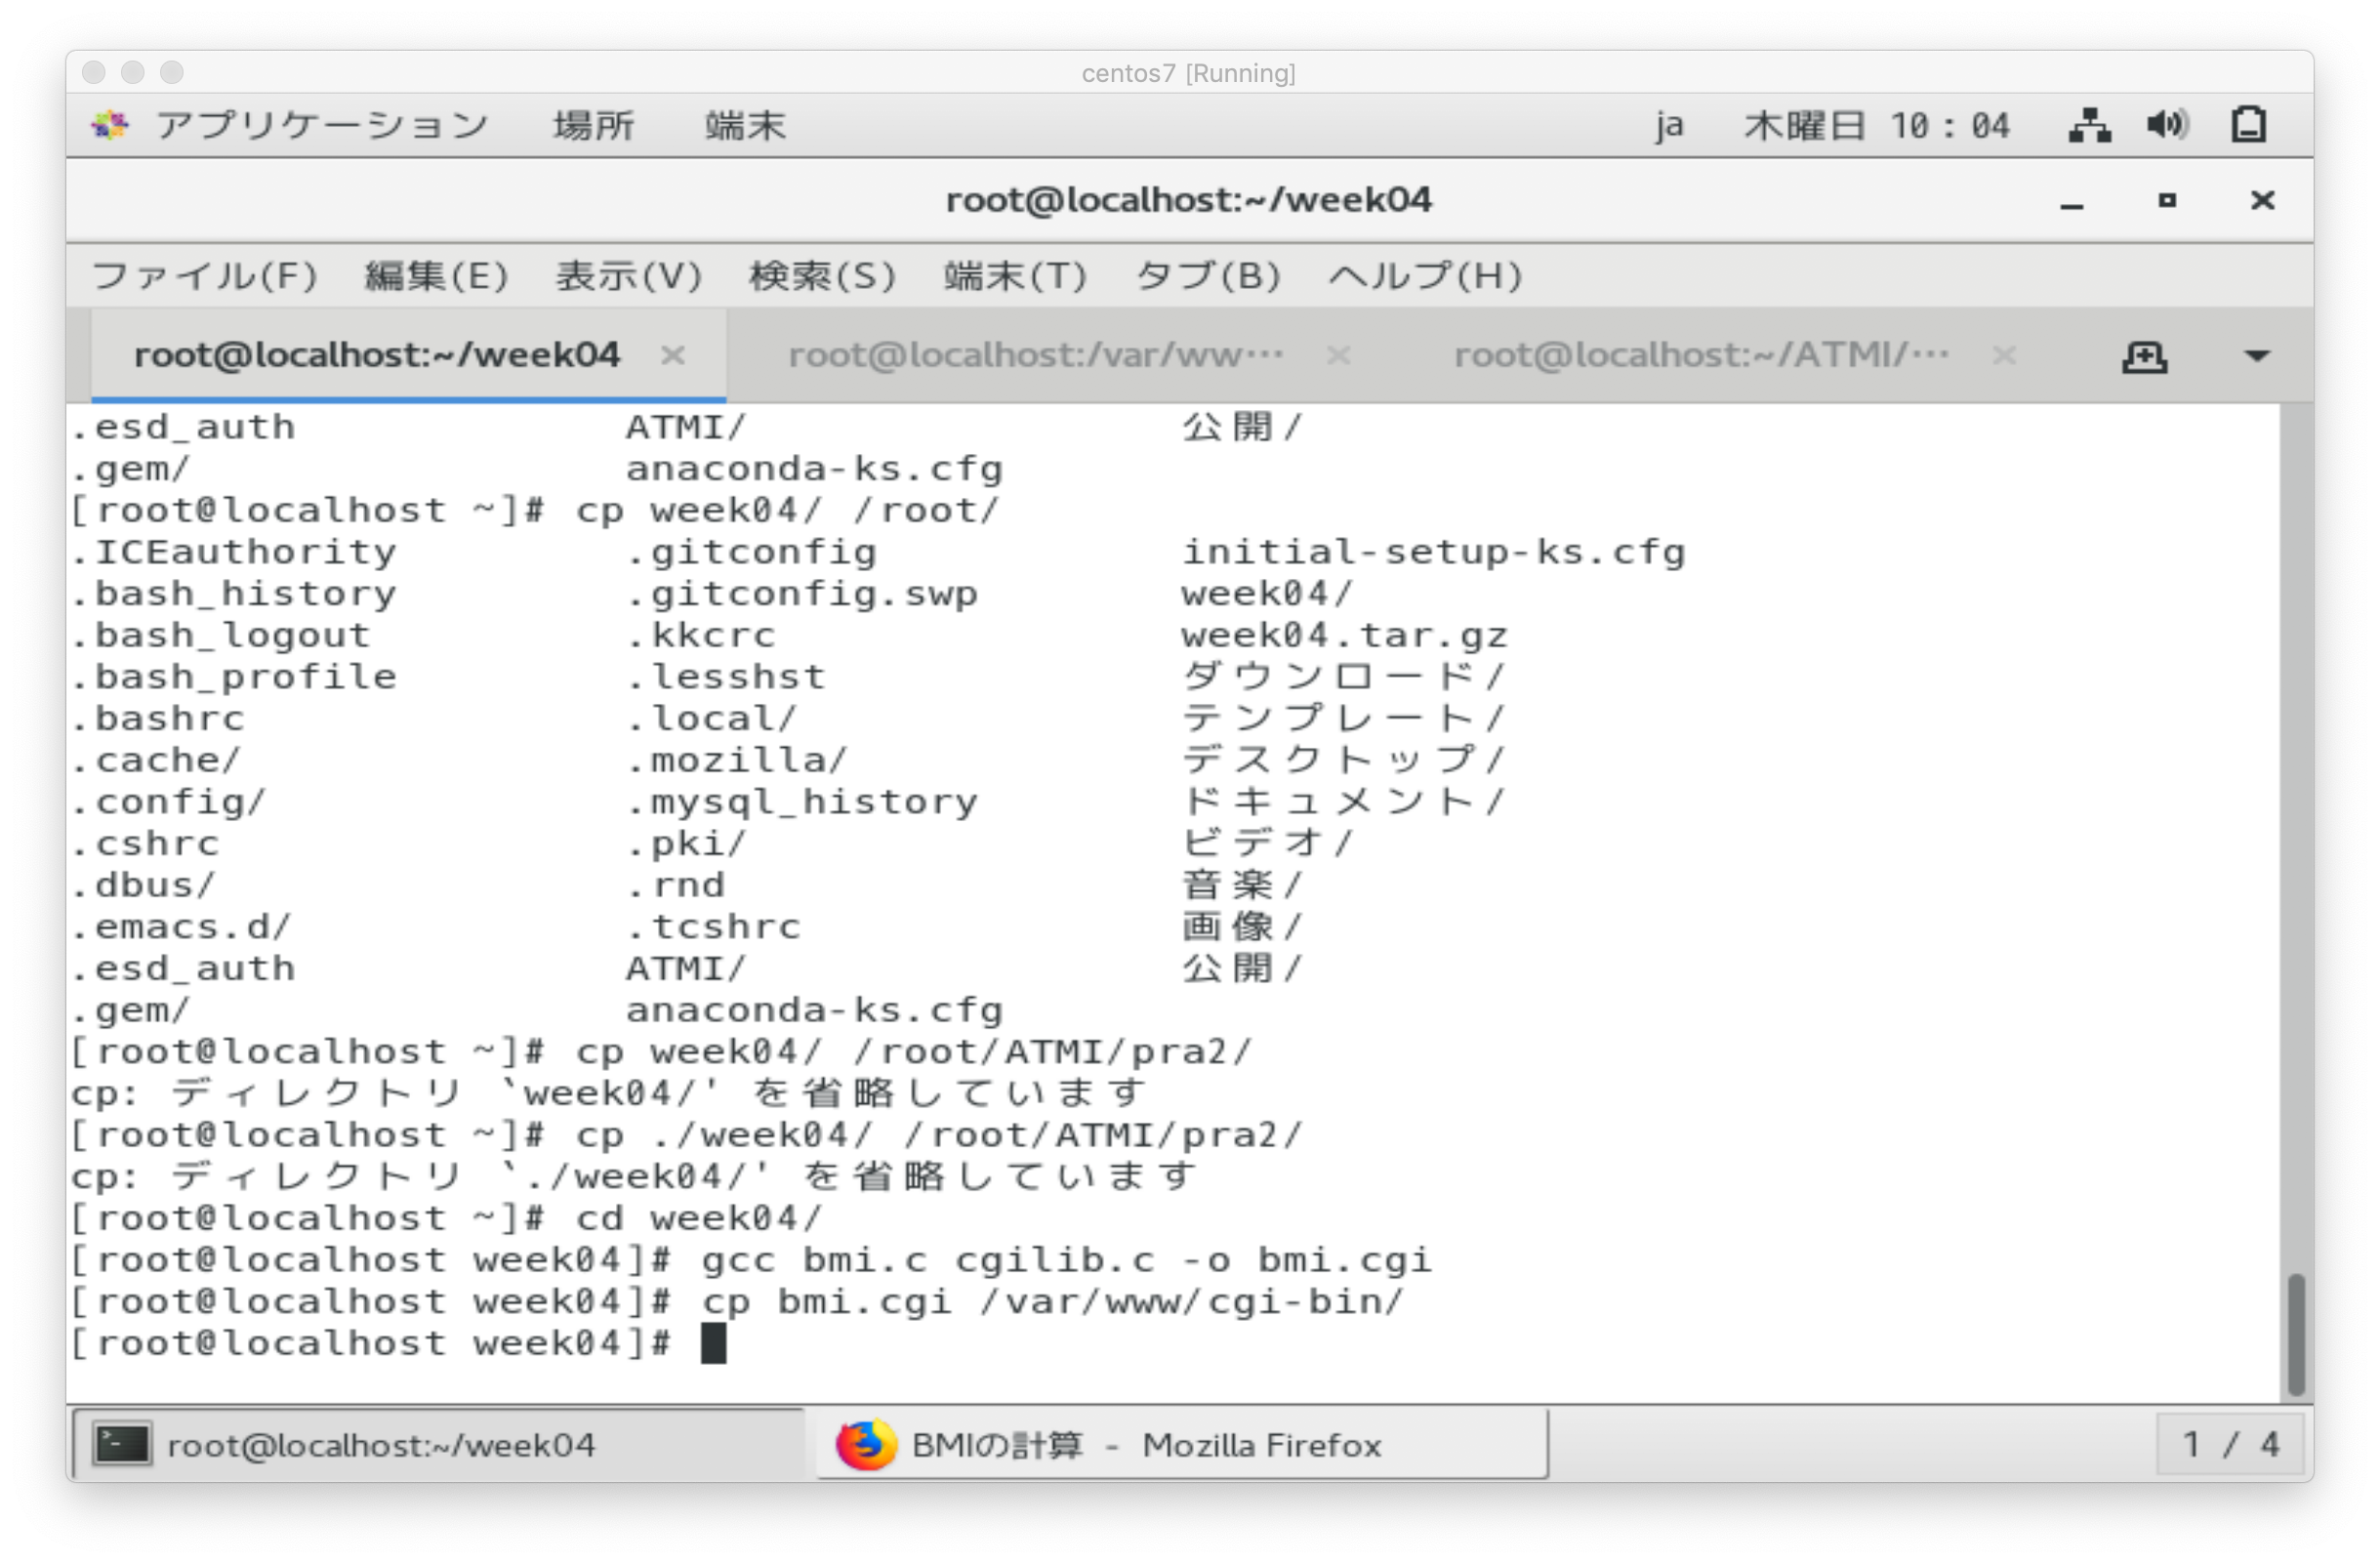 centos7 [Running]
アプリケーション 場所 端末 ja 木曜日 10：04
root@localhost:~/week04
ファイル(F) 編集(E) 表示(V) 検索(S) 端末(T) タブ(B) ヘルプ(H)
root@localhost:~/week04 root@localhost:/var/ww… root@localhost:~/ATMI/…
.esd_auth ATMI/ 公開/
.gem/ anaconda-ks.cfg
[root@localhost ~]# cp week04/ /root/
.ICEauthority .gitconfig initial-setup-ks.cfg
.bash_history .gitconfig.swp week04/
.bash_logout .kkcrc week04.tar.gz
.bash_profile .lesshst ダウンロード/
.bashrc .local/ テンプレート/
.cache/ .mozilla/ デスクトップ/
.config/ .mysql_history ドキュメント/
.cshrc .pki/ ビデオ/
.dbus/ .rnd 音楽/
.emacs.d/ .tcshrc 画像/
.esd_auth ATMI/ 公開/
.gem/ anaconda-ks.cfg
[root@localhost ~]# cp week04/ /root/ATMI/pra2/
cp: ディレクトリ `week04/' を省略しています
[root@localhost ~]# cp ./week04/ /root/ATMI/pra2/
cp: ディレクトリ `./week04/' を省略しています
[root@localhost ~]# cd week04/
[root@localhost week04]# gcc bmi.c cgilib.c -o bmi.cgi
[root@localhost week04]# cp bmi.cgi /var/www/cgi-bin/
[root@localhost week04]#
root@localhost:~/week04 BMIの計算 - Mozilla Firefox 1 / 4